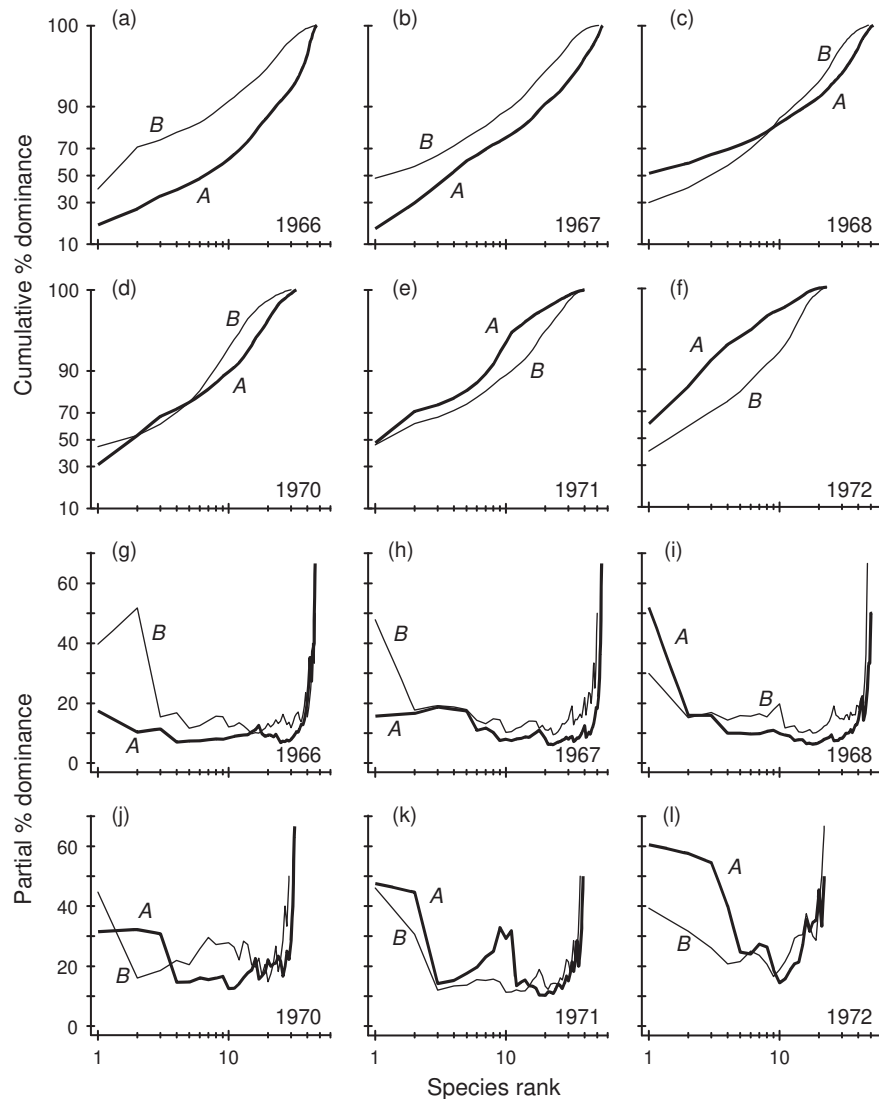 (a)
(b)
(c)
100
90
70
50
30
10
B
A
1966
B
A
1967
B
A
1968
Cumulative % dominance
(d)
(e)
(f)
100
90
70
50
30
10
B
A
1970
A
B
1971
A
B
1972
(g)
(h)
(i)
60
40
20
0
B
A
1966
B
A
1967
A
B
1968
Partial % dominance
(j)
(k)
(l)
60
40
20
0
A
B
1970
A
B
1971
A
B
1972
1
10
1
10
1
10
Species rank